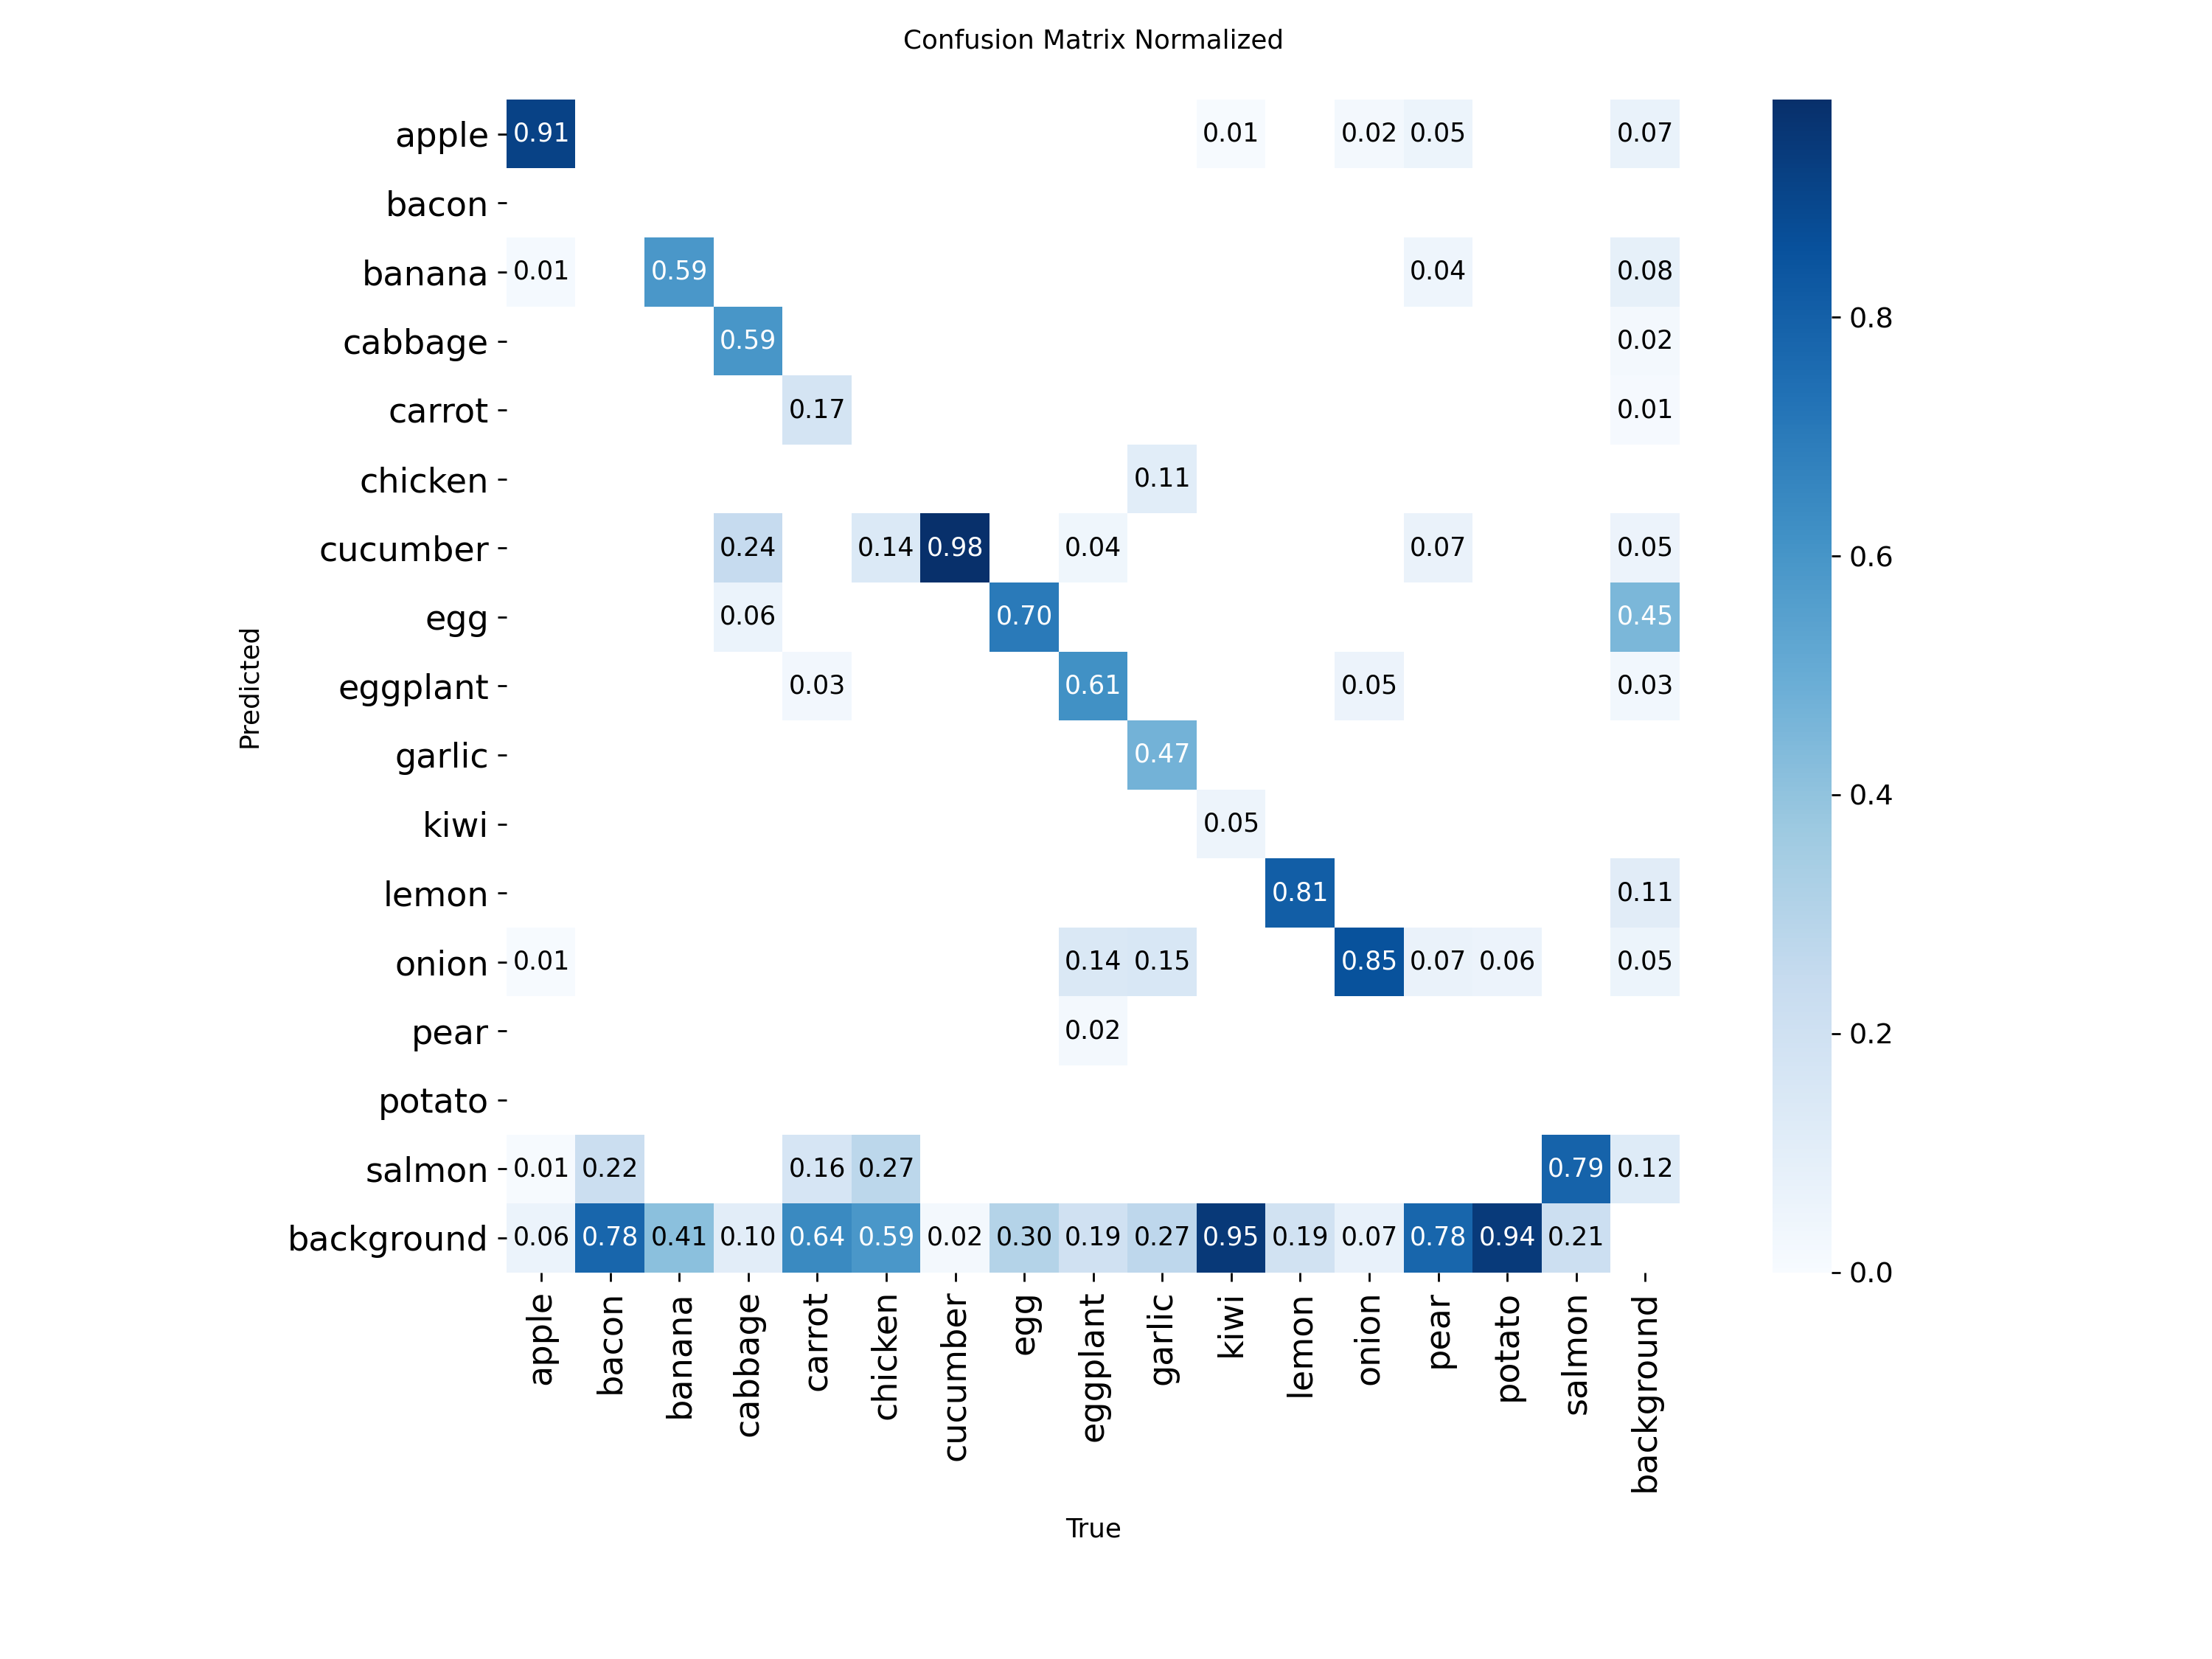 Confusion Matrix Normalized
apple 0.91 0.01 0.02 0.05 0.07
bacon
banana 0.01 0.59 0.04 0.08
cabbage 0.59 0.02
carrot 0.17 0.01
chicken 0.11
cucumber 0.24 0.14 0.98 0.04 0.07 0.05
egg 0.06 0.70 0.45
eggplant 0.03 0.61 0.05 0.03
garlic 0.47
kiwi 0.05
lemon 0.81 0.11
onion 0.01 0.14 0.15 0.85 0.07 0.06 0.05
pear 0.02
potato
salmon 0.01 0.22 0.16 0.27 0.79 0.12
background 0.06 0.78 0.41 0.10 0.64 0.59 0.02 0.30 0.19 0.27 0.95 0.19 0.07 0.78 0.94 0.21
apple bacon banana cabbage carrot chicken cucumber egg eggplant garlic kiwi lemon onion pear potato salmon background
True
Predicted
0.8
0.6
0.4
0.2
0.0